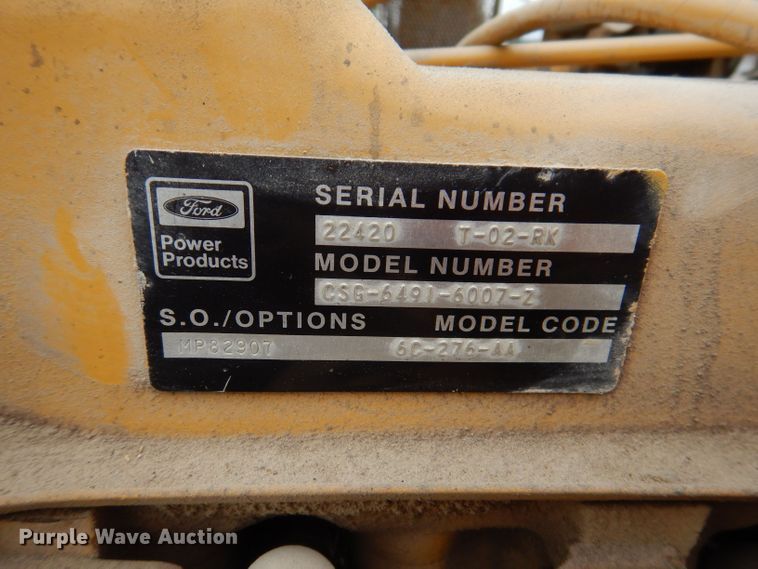 Ford
Power
Products
SERIAL NUMBER
22420 T-02-RK
MODEL NUMBER
CSG-6491-6007-Z
S.O./OPTIONS MODEL CODE
MP82907 6C-276-AA
Purple Wave Auction